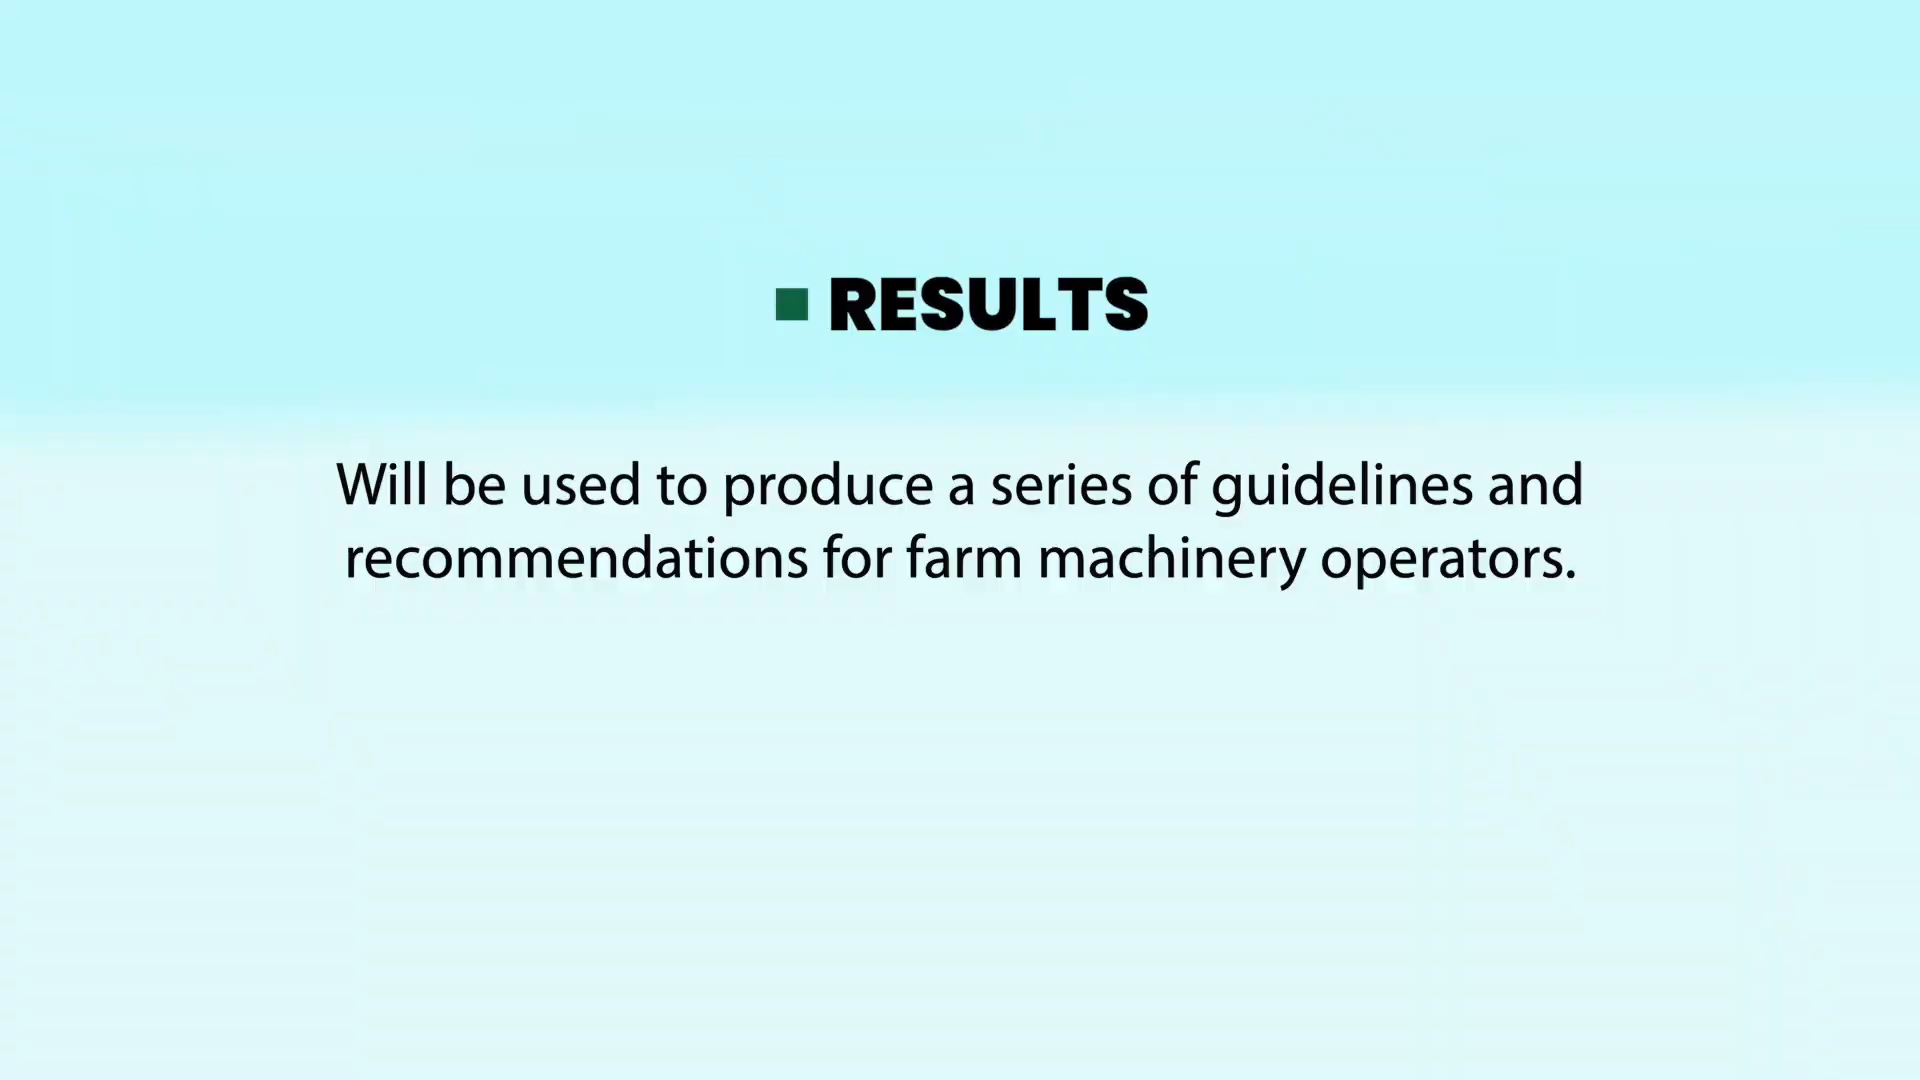 RESULTS
Will be used to produce a series of guidelines and
recommendations for farm machinery operators.